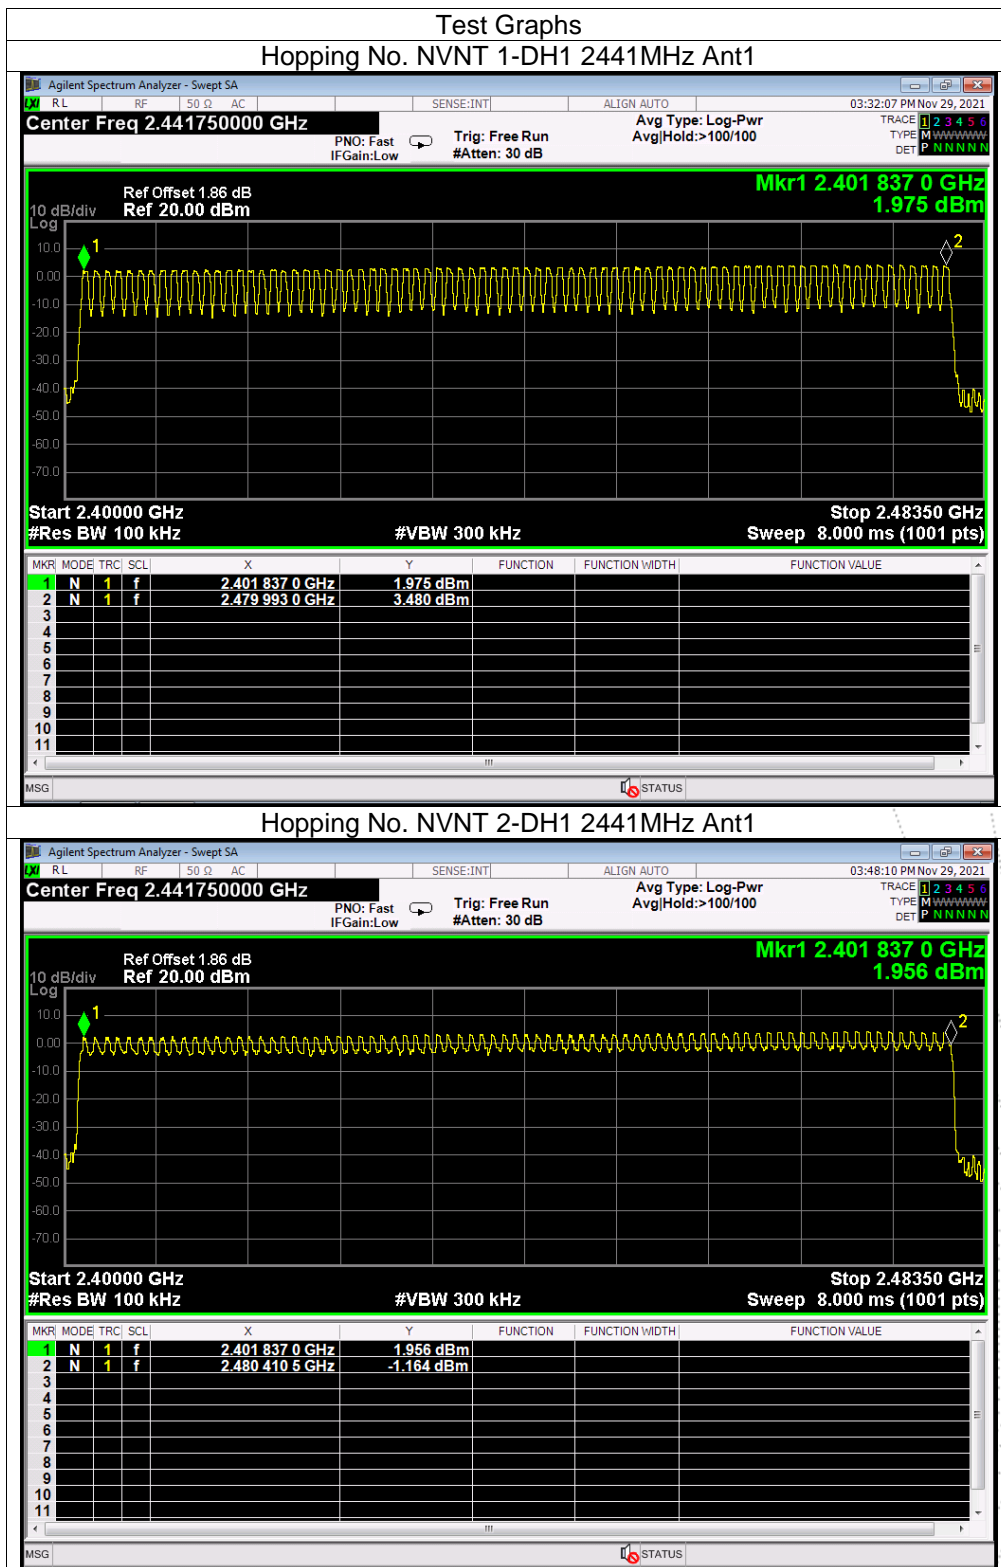 Test Graphs
Hopping No. NVNT 1-DH1 2441MHz Ant1
Agilent Spectrum Analyzer - Swept SA
LXI RL RF 50 Ω AC SENSE:INT ALIGN AUTO 03:32:07 PM Nov 29, 2021
Center Freq 2.441750000 GHz Avg Type: Log-Pwr TRACE 1 2 3 4 5 6
PNO: Fast Trig: Free Run Avg|Hold:>100/100 TYPE M WWWWW
IFGain:Low #Atten: 30 dB DET P N N N N N
Mkr1 2.401 837 0 GHz
Ref Offset 1.86 dB
10 dB/div Ref 20.00 dBm 1.975 dBm
Log
10.0
0.00
-10.0
-20.0
-30.0
-40.0
-50.0
-60.0
-70.0
1
2
Start 2.40000 GHz Stop 2.48350 GHz
#Res BW 100 kHz #VBW 300 kHz Sweep 8.000 ms (1001 pts)
MKR MODE TRC SCL X Y FUNCTION FUNCTION WIDTH FUNCTION VALUE
1 N 1 f 2.401 837 0 GHz 1.975 dBm
2 N 1 f 2.479 993 0 GHz 3.480 dBm
3
4
5
6
7
8
9
10
11
MSG STATUS
Hopping No. NVNT 2-DH1 2441MHz Ant1
Agilent Spectrum Analyzer - Swept SA
LXI RL RF 50 Ω AC SENSE:INT ALIGN AUTO 03:48:10 PM Nov 29, 2021
Center Freq 2.441750000 GHz Avg Type: Log-Pwr TRACE 1 2 3 4 5 6
PNO: Fast Trig: Free Run Avg|Hold:>100/100 TYPE M WWWWW
IFGain:Low #Atten: 30 dB DET P N N N N N
Mkr1 2.401 837 0 GHz
Ref Offset 1.86 dB
10 dB/div Ref 20.00 dBm 1.956 dBm
Log
10.0
0.00
-10.0
-20.0
-30.0
-40.0
-50.0
-60.0
-70.0
1
2
Start 2.40000 GHz Stop 2.48350 GHz
#Res BW 100 kHz #VBW 300 kHz Sweep 8.000 ms (1001 pts)
MKR MODE TRC SCL X Y FUNCTION FUNCTION WIDTH FUNCTION VALUE
1 N 1 f 2.401 837 0 GHz 1.956 dBm
2 N 1 f 2.480 410 5 GHz -1.164 dBm
3
4
5
6
7
8
9
10
11
MSG STATUS